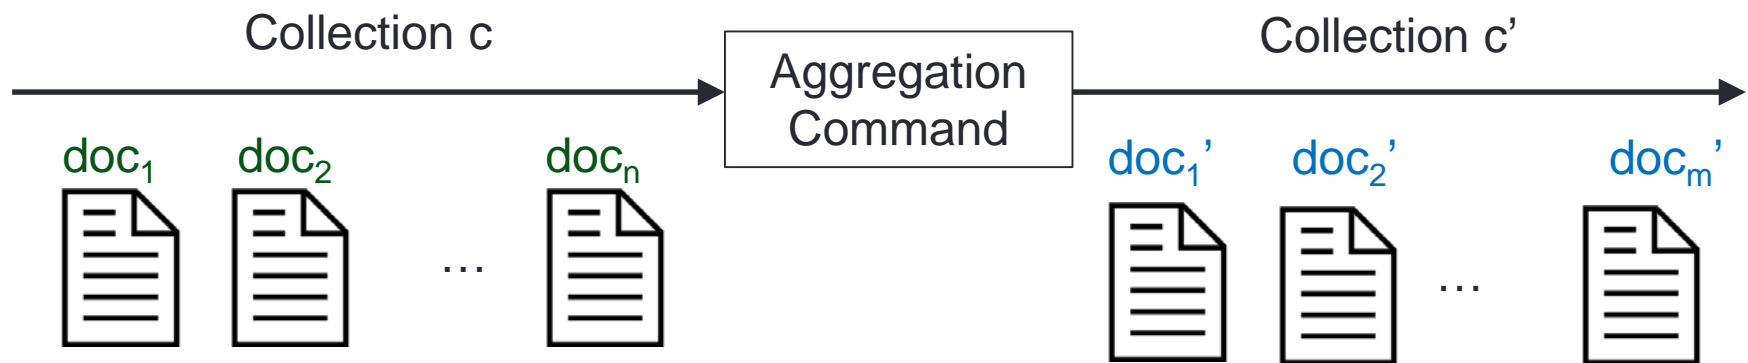 Collection c
Aggregation
Command
Collection c’
doc₁ doc₂ … docₙ
doc₁’ doc₂’ … docₘ’